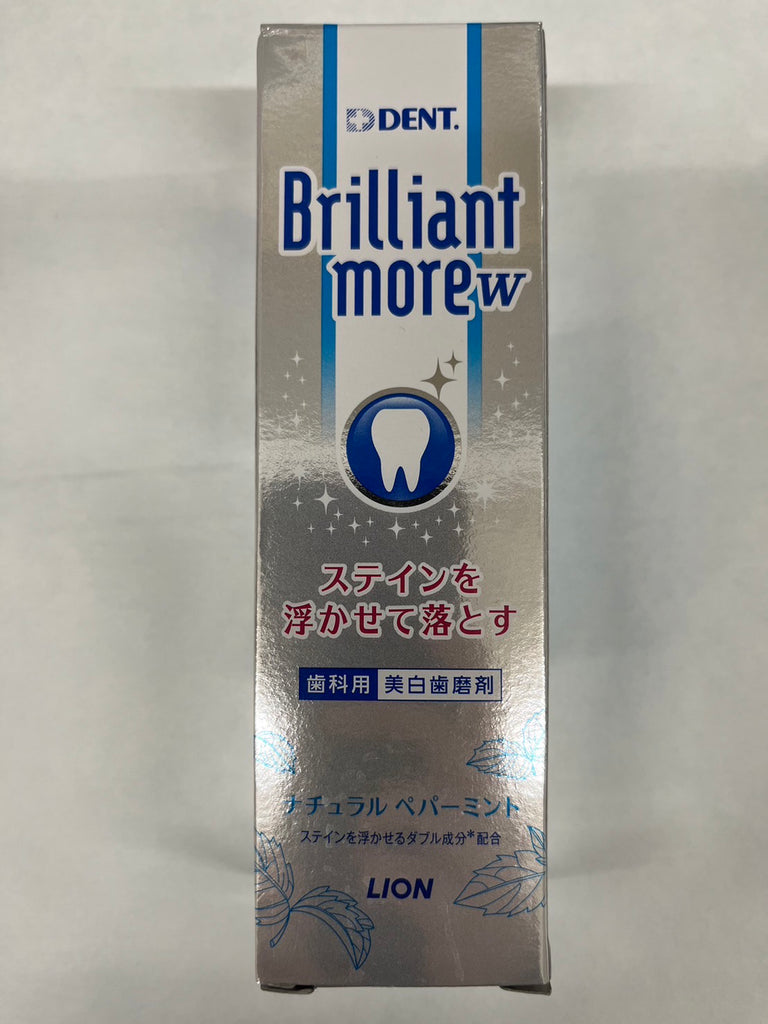 DENT.
Brilliant
more W
ステインを
浮かせて落とす
歯科用 美白歯磨剤
ナチュラル ペパーミント
ステインを浮かせるダブル成分*配合
LION